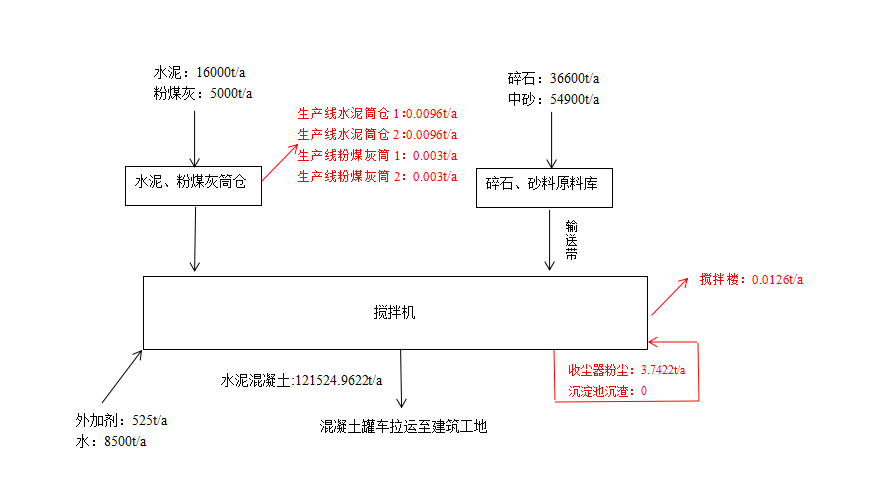 水泥：16000t/a
粉煤灰：5000t/a
碎石：36600t/a
中砂：54900t/a
生产线水泥筒仓 1:0.0096t/a
生产线水泥筒仓 2:0.0096t/a
生产线粉煤灰筒 1：0.003t/a
生产线粉煤灰筒 2：0.003t/a
水泥、粉煤灰筒仓
碎石、砂料原料库
输送带
搅拌楼：0.0126t/a
搅拌机
收尘器粉尘：3.7422t/a
沉淀池沉渣：0
水泥混凝土:121524.9622t/a
外加剂：525t/a
水：8500t/a
混凝土罐车拉运至建筑工地